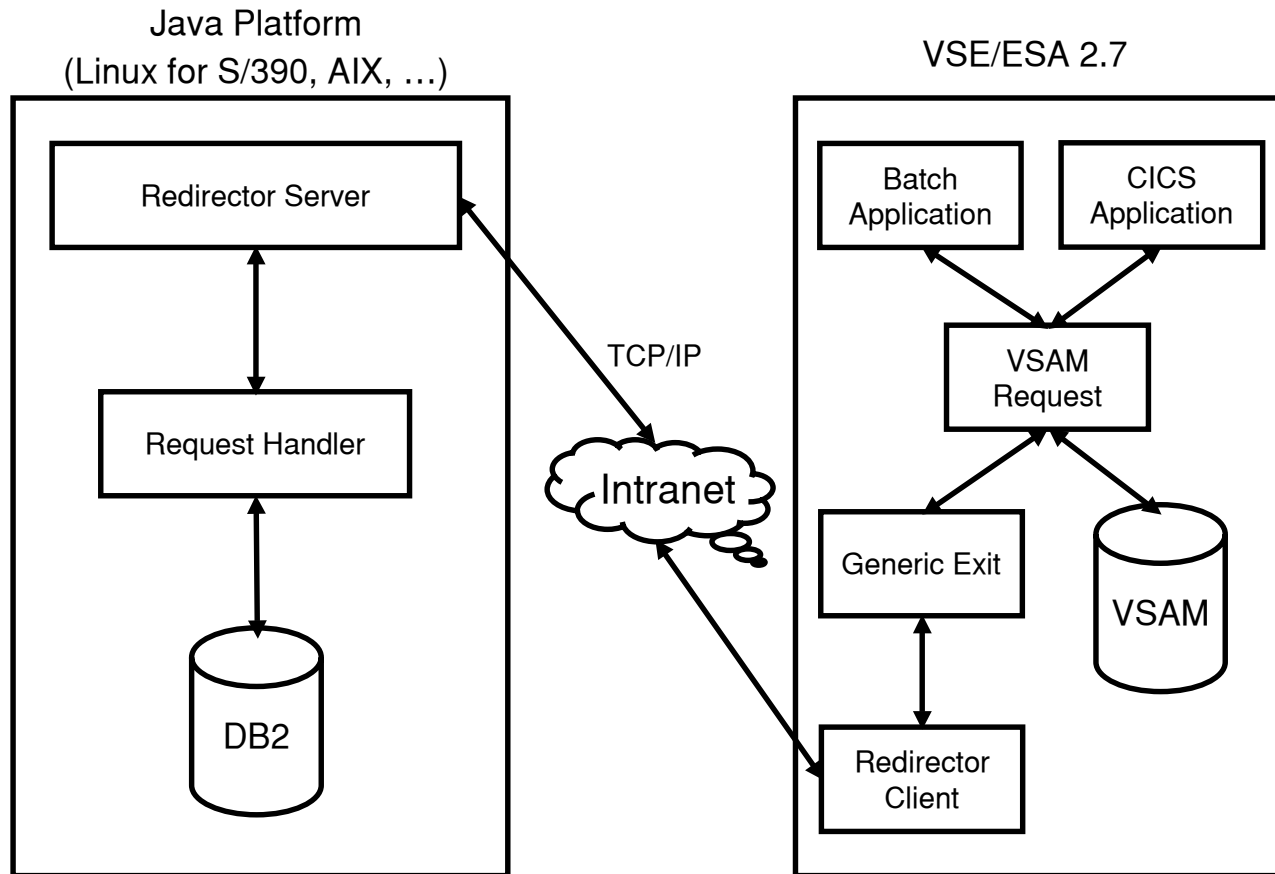 Java Platform
(Linux for S/390, AIX, …)
Redirector Server
Request Handler
DB2
TCP/IP
Intranet
VSE/ESA 2.7
Batch
Application
CICS
Application
VSAM
Request
Generic Exit
VSAM
Redirector
Client